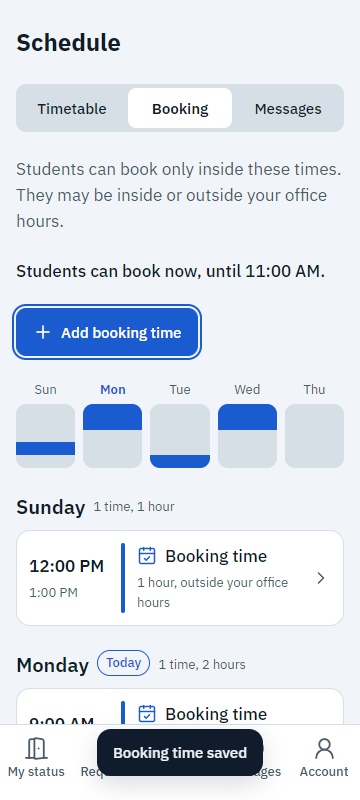 Schedule
Timetable Booking Messages
Students can book only inside these times.
They may be inside or outside your office
hours.
Students can book now, until 11:00 AM.
Add booking time
Sun Mon Tue Wed Thu
Sunday 1 time, 1 hour
12:00 PM Booking time
1:00 PM 1 hour, outside your office
hours
Monday Today 1 time, 2 hours
9:00 AM Booking time
Booking time saved
My status Account